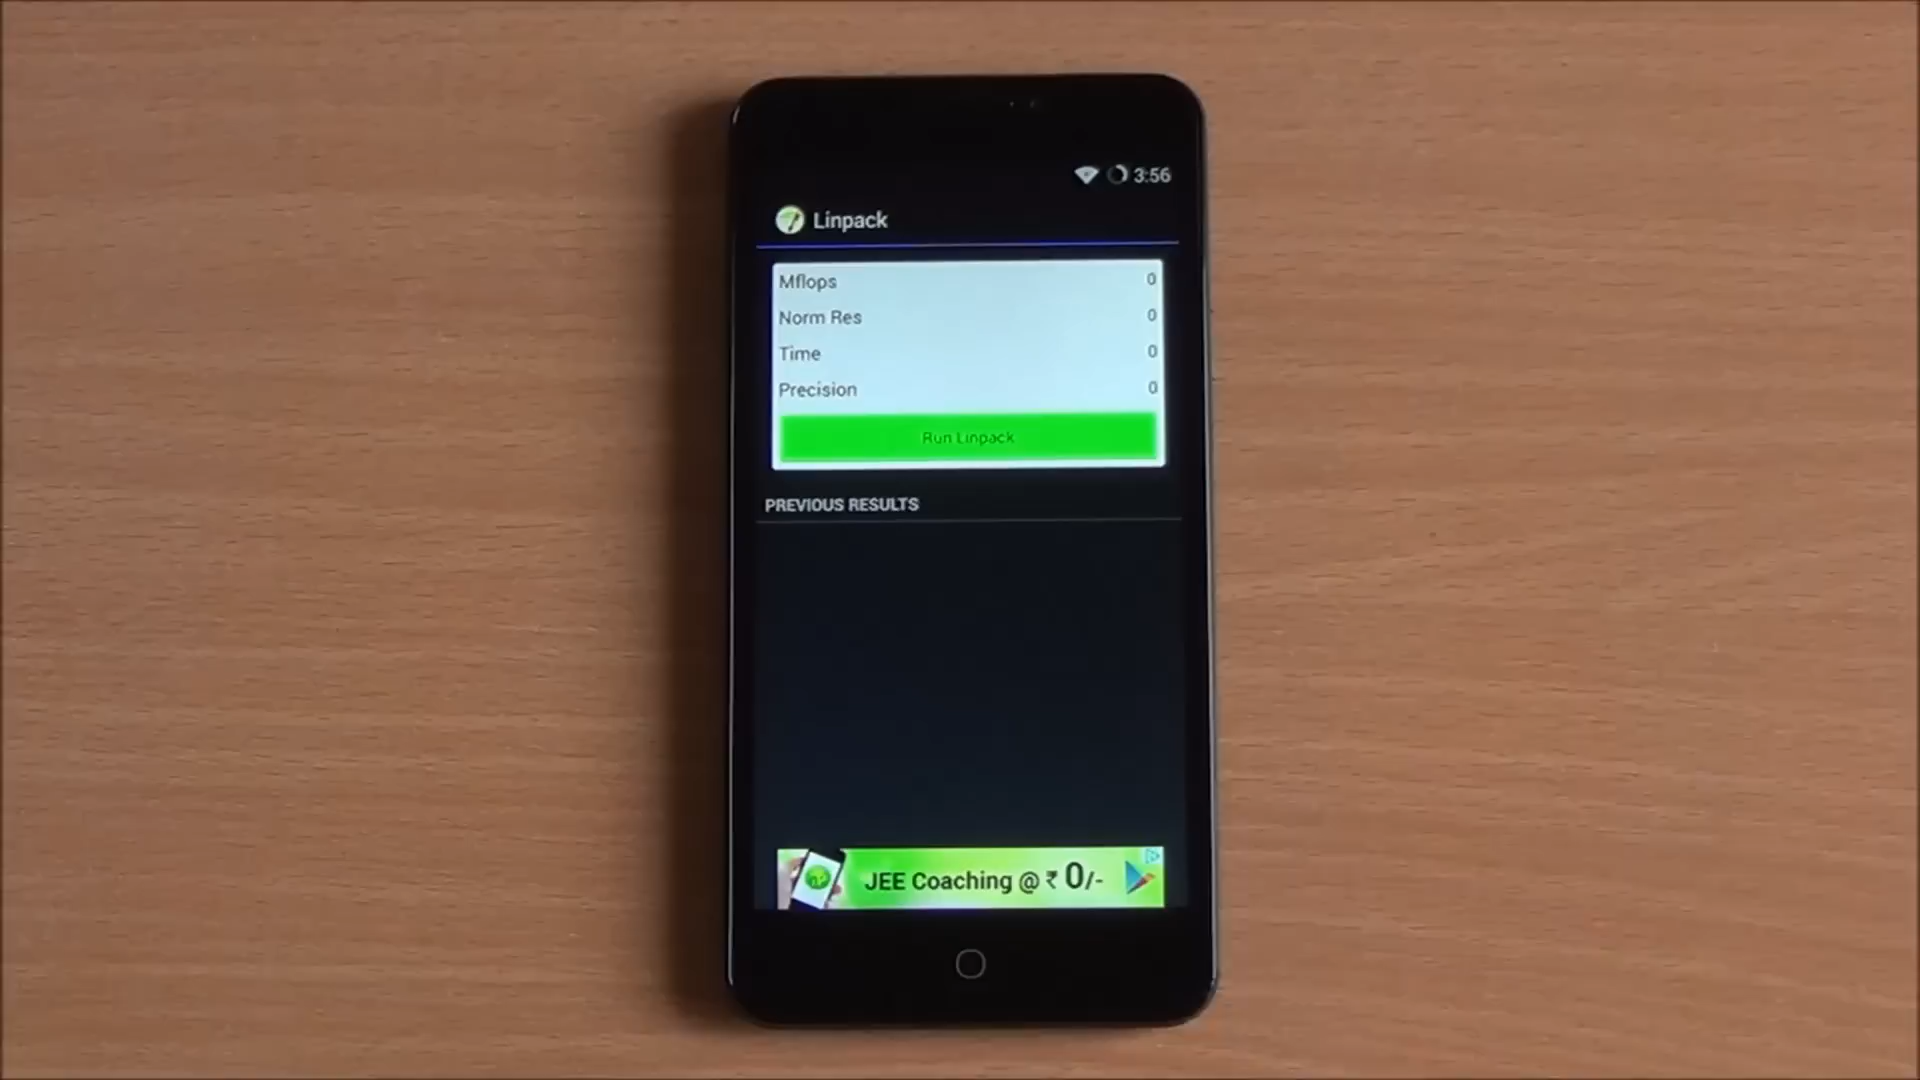 3:56
Linpack
Mflops 0
Norm Res 0
Time 0
Precision 0
Run Linpack
PREVIOUS RESULTS
JEE Coaching @ ₹ 0/-